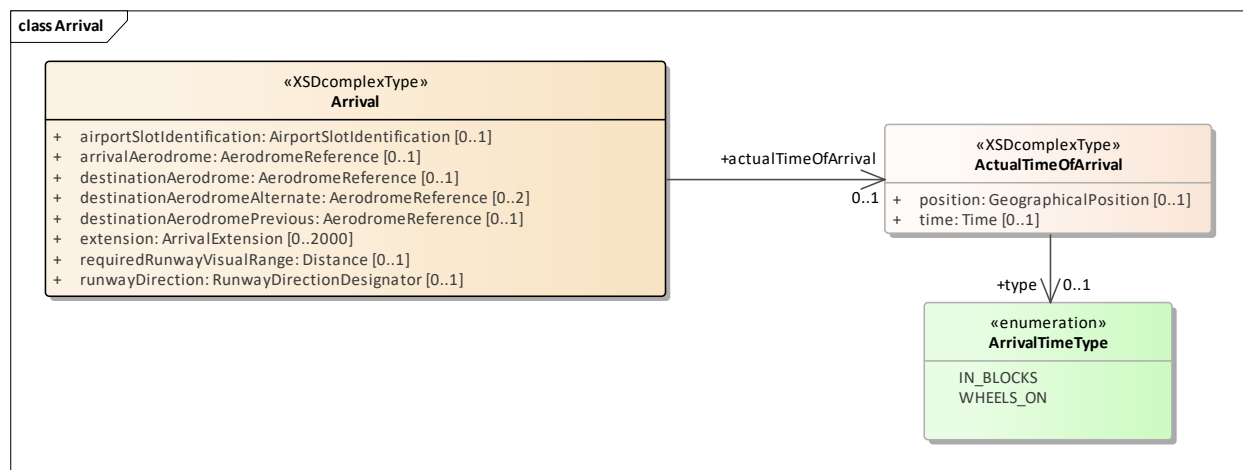 class Arrival
«XSDcomplexType»
Arrival
+ airportSlotIdentification: AirportSlotIdentification [0..1]
+ arrivalAerodrome: AerodromeReference [0..1]
+ destinationAerodrome: AerodromeReference [0..1]
+ destinationAerodromeAlternate: AerodromeReference [0..2]
+ destinationAerodromePrevious: AerodromeReference [0..1]
+ extension: ArrivalExtension [0..2000]
+ requiredRunwayVisualRange: Distance [0..1]
+ runwayDirection: RunwayDirectionDesignator [0..1]
+actualTimeOfArrival
0..1
«XSDcomplexType»
ActualTimeOfArrival
+ position: GeographicalPosition [0..1]
+ time: Time [0..1]
+type 0..1
«enumeration»
ArrivalTimeType
IN_BLOCKS
WHEELS_ON